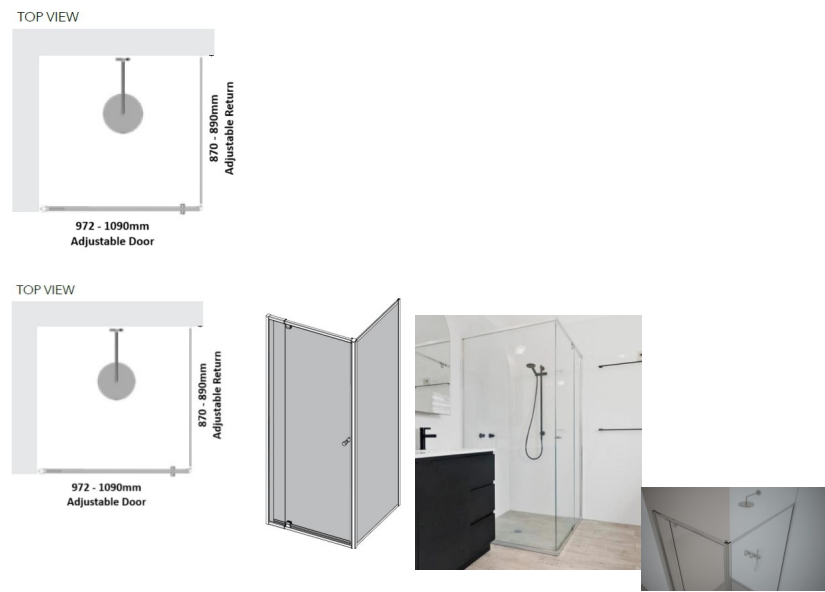 TOP VIEW
870 - 890mm
Adjustable Return
972 - 1090mm
Adjustable Door
TOP VIEW
870 - 890mm
Adjustable Return
972 - 1090mm
Adjustable Door